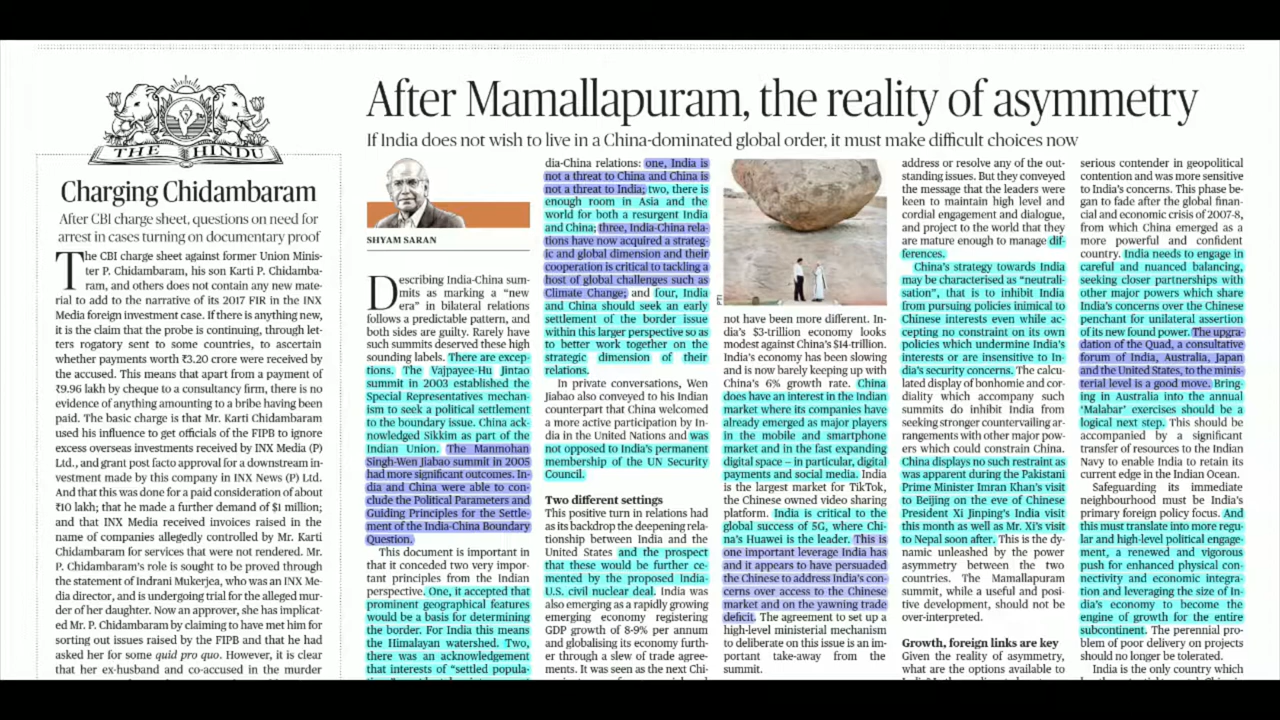 THE HINDU
Charging Chidambaram
After CBI charge sheet, questions on need for
arrest in cases turning on documentary proof
The CBI charge sheet against former Union Minis-
ter P. Chidambaram, his son Karti P. Chidamba-
ram, and others does not contain any new mate-
rial to add to the narrative of its 2017 FIR in the INX
Media foreign investment case. If there is anything new,
it is the claim that the probe is continuing, through let-
ters rogatory sent to some countries, to ascertain
whether payments worth ₹3.20 crore were received by
the accused. This means that apart from a payment of
₹9.96 lakh by cheque to a consultancy firm, there is no
evidence of anything amounting to a bribe having been
paid. The basic charge is that Mr. Karti Chidambaram
used his influence to get officials of the FIPB to ignore
excess overseas investments received by INX Media (P)
Ltd., and grant post facto approval for a downstream in-
vestment made by this company in INX News (P) Ltd.
And that this was done for a paid consideration of about
₹10 lakh; that he made a further demand of $1 million;
and that INX Media received invoices raised in the
name of companies allegedly controlled by Mr. Karti
Chidambaram for services that were not rendered. Mr.
P. Chidambaram's role is sought to be proved through
the statement of Indrani Mukerjea, who was an INX Me-
dia director, and is undergoing trial for the alleged mur-
der of her daughter. Now an approver, she has implicat-
ed Mr. P. Chidambaram by claiming to have met him for
sorting out issues raised by the FIPB and that he had
asked her for some quid pro quo. However, it is clear
that her ex-husband and co-accused in the murder
After Mamallapuram, the reality of asymmetry
If India does not wish to live in a China-dominated global order, it must make difficult choices now
SHYAM SARAN
Describing India-China sum-
mits as marking a “new
era” in bilateral relations
follows a predictable pattern, and
both sides are guilty. Rarely have
such summits deserved these high
sounding labels. There are excep-
tions. The Vajpayee-Hu Jintao
summit in 2003 established the
Special Representatives mechan-
ism to seek a political settlement
to the boundary issue. China ack-
nowledged Sikkim as part of the
Indian Union. The Manmohan
Singh-Wen Jiabao summit in 2005
had more significant outcomes. In-
dia and China were able to con-
clude the Political Parameters and
Guiding Principles for the Settle-
ment of the India-China Boundary
Question.
This document is important in
that it conceded two very impor-
tant principles from the Indian
perspective. One, it accepted that
prominent geographical features
would be a basis for determining
the border. For India this means
the Himalayan watershed. Two,
there was an acknowledgement
that interests of “settled popula-
dia-China relations: one, India is
not a threat to China and China is
not a threat to India; two, there is
enough room in Asia and the
world for both a resurgent India
and China; three, India-China rela-
tions have now acquired a strateg-
ic and global dimension and their
cooperation is critical to tackling a
host of global challenges such as
Climate Change; and four, India
and China should seek an early
settlement of the border issue
within this larger perspective so as
to better work together on the
strategic dimension of their
relations.
In private conversations, Wen
Jiabao also conveyed to his Indian
counterpart that China welcomed
a more active participation by In-
dia in the United Nations and was
not opposed to India's permanent
membership of the UN Security
Council.
Two different settings
This positive turn in relations had
as its backdrop the deepening rela-
tionship between India and the
United States and the prospect
that these would be further ce-
mented by the proposed India-
U.S. civil nuclear deal. India was
also emerging as a rapidly growing
emerging economy registering
GDP growth of 8-9% per annum
and globalising its economy furth-
er through a slew of trade agree-
ments. It was seen as the next Chi-
PTI
not have been more different. In-
dia's $3-trillion economy looks
modest against China's $14-trillion.
India's economy has been slowing
and is now barely keeping up with
China's 6% growth rate. China
does have an interest in the Indian
market where its companies have
already emerged as major players
in the mobile and smartphone
market and in the fast expanding
digital space – in particular, digital
payments and social media. India
is the largest market for TikTok,
the Chinese owned video sharing
platform. India is critical to the
global success of 5G, where Chi-
na's Huawei is the leader. This is
one important leverage India has
and it appears to have persuaded
the Chinese to address India's con-
cerns over access to the Chinese
market and on the yawning trade
deficit. The agreement to set up a
high-level ministerial mechanism
to deliberate on this issue is an im-
portant take-away from the
summit.
address or resolve any of the out-
standing issues. But they conveyed
the message that the leaders were
keen to maintain high level and
cordial engagement and dialogue,
and project to the world that they
are mature enough to manage dif-
ferences.
China's strategy towards India
may be characterised as “neutrali-
sation”, that is to inhibit India
from pursuing policies inimical to
Chinese interests even while ac-
cepting no constraint on its own
policies which undermine India's
interests or are insensitive to In-
dia's security concerns. The calcu-
lated display of bonhomie and cor-
diality which accompany such
summits do inhibit India from
seeking stronger countervailing ar-
rangements with other major pow-
ers which could constrain China.
China displays no such restraint as
was apparent during the Pakistani
Prime Minister Imran Khan's visit
to Beijing on the eve of Chinese
President Xi Jinping's India visit
this month as well as Mr. Xi's visit
to Nepal soon after. This is the dy-
namic unleashed by the power
asymmetry between the two
countries. The Mamallapuram
summit, while a useful and posi-
tive development, should not be
over-interpreted.
Growth, foreign links are key
Given the reality of asymmetry,
what are the options available to
serious contender in geopolitical
contention and was more sensitive
to India's concerns. This phase be-
gan to fade after the global finan-
cial and economic crisis of 2007-8,
from which China emerged as a
more powerful and confident
country. India needs to engage in
careful and nuanced balancing,
seeking closer partnerships with
other major powers which share
India's concerns over the Chinese
penchant for unilateral assertion
of its new found power. The upgra-
dation of the Quad, a consultative
forum of India, Australia, Japan
and the United States, to the minis-
terial level is a good move. Bring-
ing in Australia into the annual
‘Malabar’ exercises should be a
logical next step. This should be
accompanied by a significant
transfer of resources to the Indian
Navy to enable India to retain its
current edge in the Indian Ocean.
Safeguarding its immediate
neighbourhood must be India's
primary foreign policy focus. And
this must translate into more regu-
lar and high-level political engage-
ment, a renewed and vigorous
push for enhanced physical con-
nectivity and economic integra-
tion and leveraging the size of In-
dia's economy to become the
engine of growth for the entire
subcontinent. The perennial pro-
blem of poor delivery on projects
should no longer be tolerated.
India is the only country which